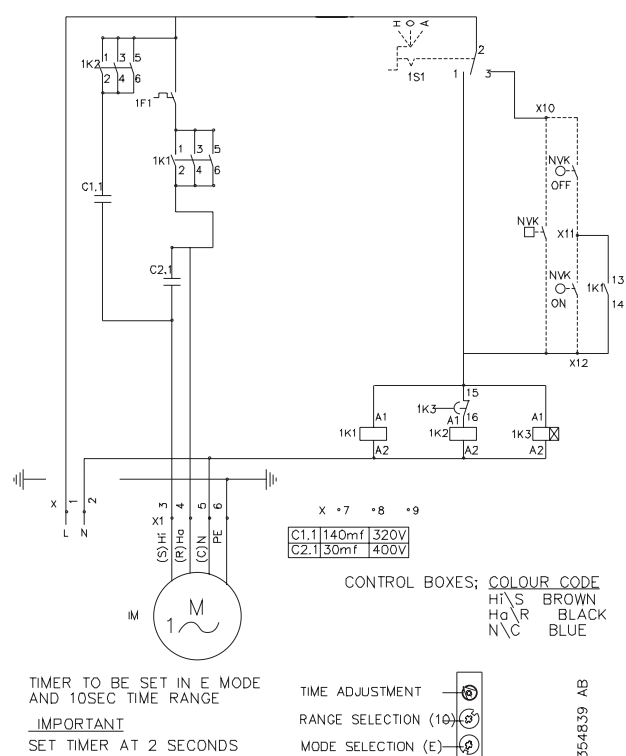 H O A
1K2
1 3 5
2 4 6
1F1
1S1
2
1
3
X10
1K1
1 3 5
2 4 6
NVK
OFF
C1.1
NVK
X11
C2.1
NVK
ON
1K1
13
14
X12
15
1K3
16
A1
1K1
A2
A1
1K2
A2
A1
1K3
A2
X
1
2
L
N
X1
3
4
5
6
(S)Hi
(R)Ha
(C)N
PE
X 7 8 9
C1.1 140mf 320V
C2.1 30mf 400V
IM
M
1
CONTROL BOXES; COLOUR CODE
Hi\S BROWN
Ha\R BLACK
N\C BLUE
TIMER TO BE SET IN E MODE
AND 10SEC TIME RANGE
IMPORTANT
SET TIMER AT 2 SECONDS
TIME ADJUSTMENT
RANGE SELECTION (10)
MODE SELECTION (E)
354839 AB